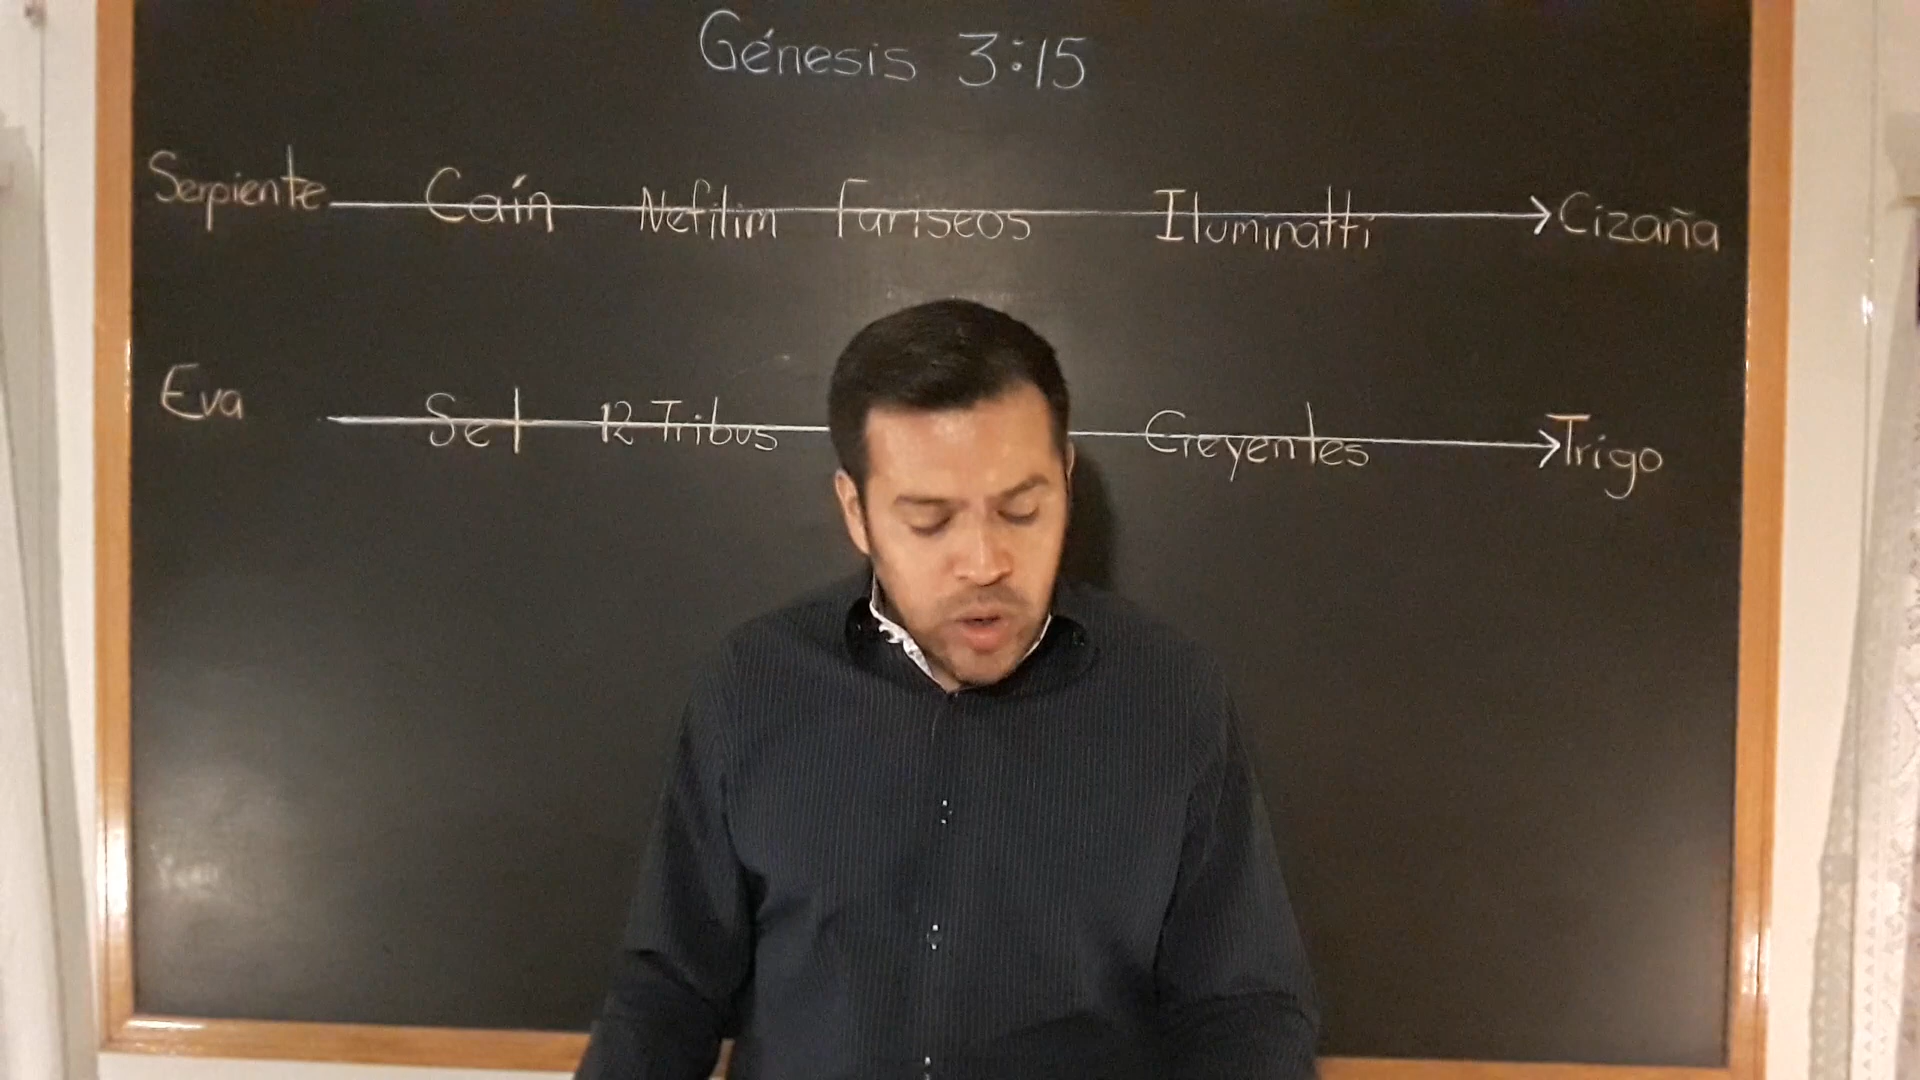 Génesis 3:15
Serpiente Caín Nefilim Fariseos Iluminatti Cizaña
Eva Set 12 Tribus Creyentes Trigo